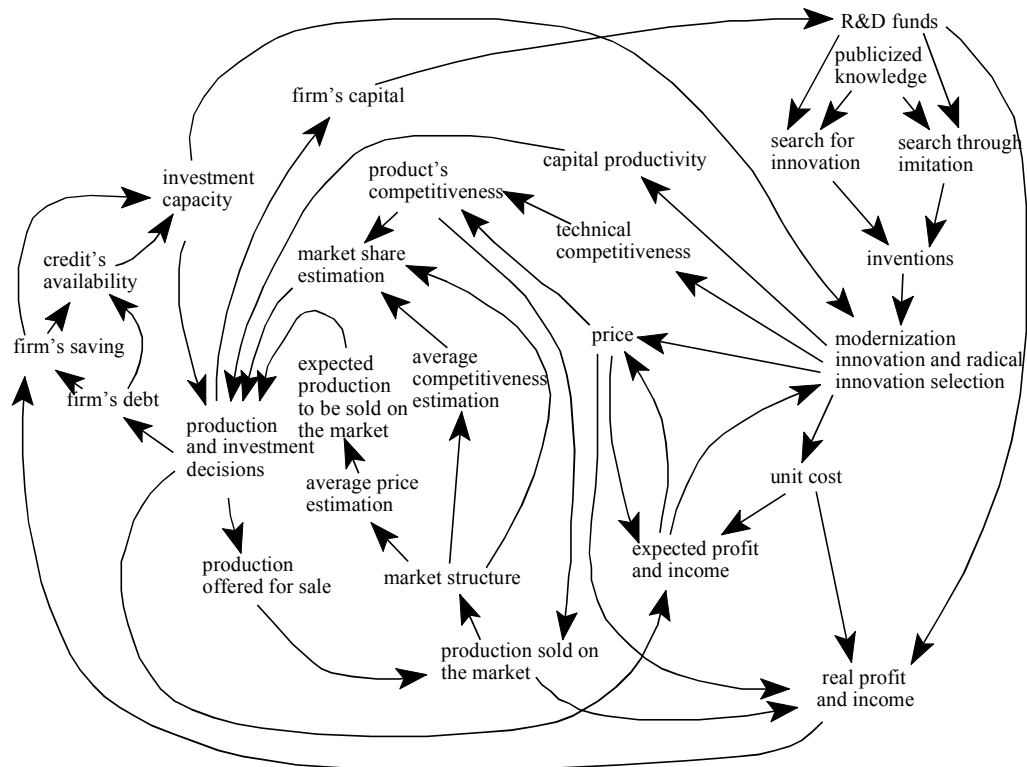 R&D funds
publicized
knowledge
firm's capital
search for
innovation
search through
imitation
capital productivity
product's
competitiveness
investment
capacity
technical
competitiveness
market share
estimation
credit's
availability
inventions
firm's saving
price
modernization
innovation and radical
innovation selection
average
competitiveness
estimation
expected
production
to be sold on
the market
firm's debt
production
and investment
decisions
unit cost
average price
estimation
expected profit
and income
production
offered for sale
market structure
production sold on
the market
real profit
and income